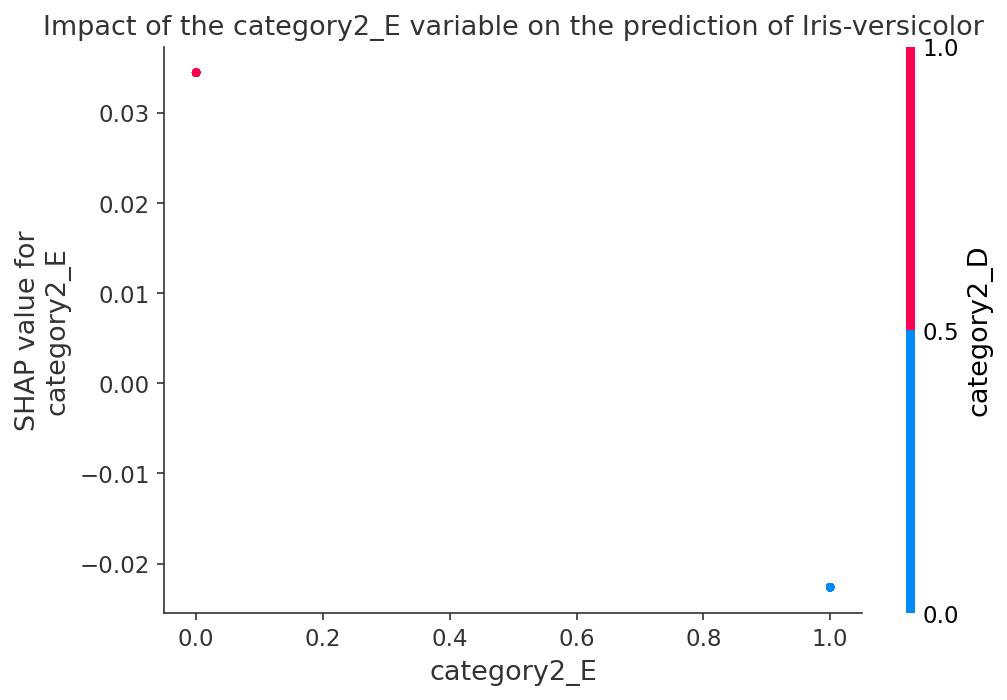 Impact of the category2_E variable on the prediction of Iris-versicolor
SHAP value for
category2_E
0.03
0.02
0.01
0.00
−0.01
−0.02
0.0 0.2 0.4 0.6 0.8 1.0
category2_E
1.0
0.5
0.0
category2_D